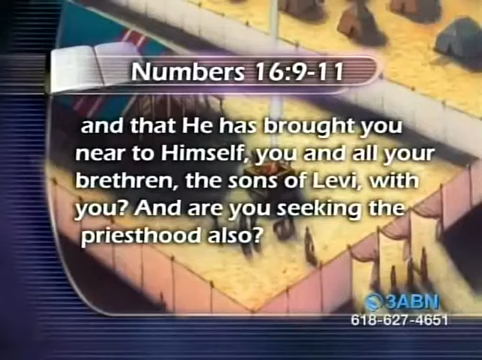 Numbers 16:9-11
and that He has brought you
near to Himself, you and all your
brethren, the sons of Levi, with
you? And are you seeking the
priesthood also?
3ABN
618-627-4651